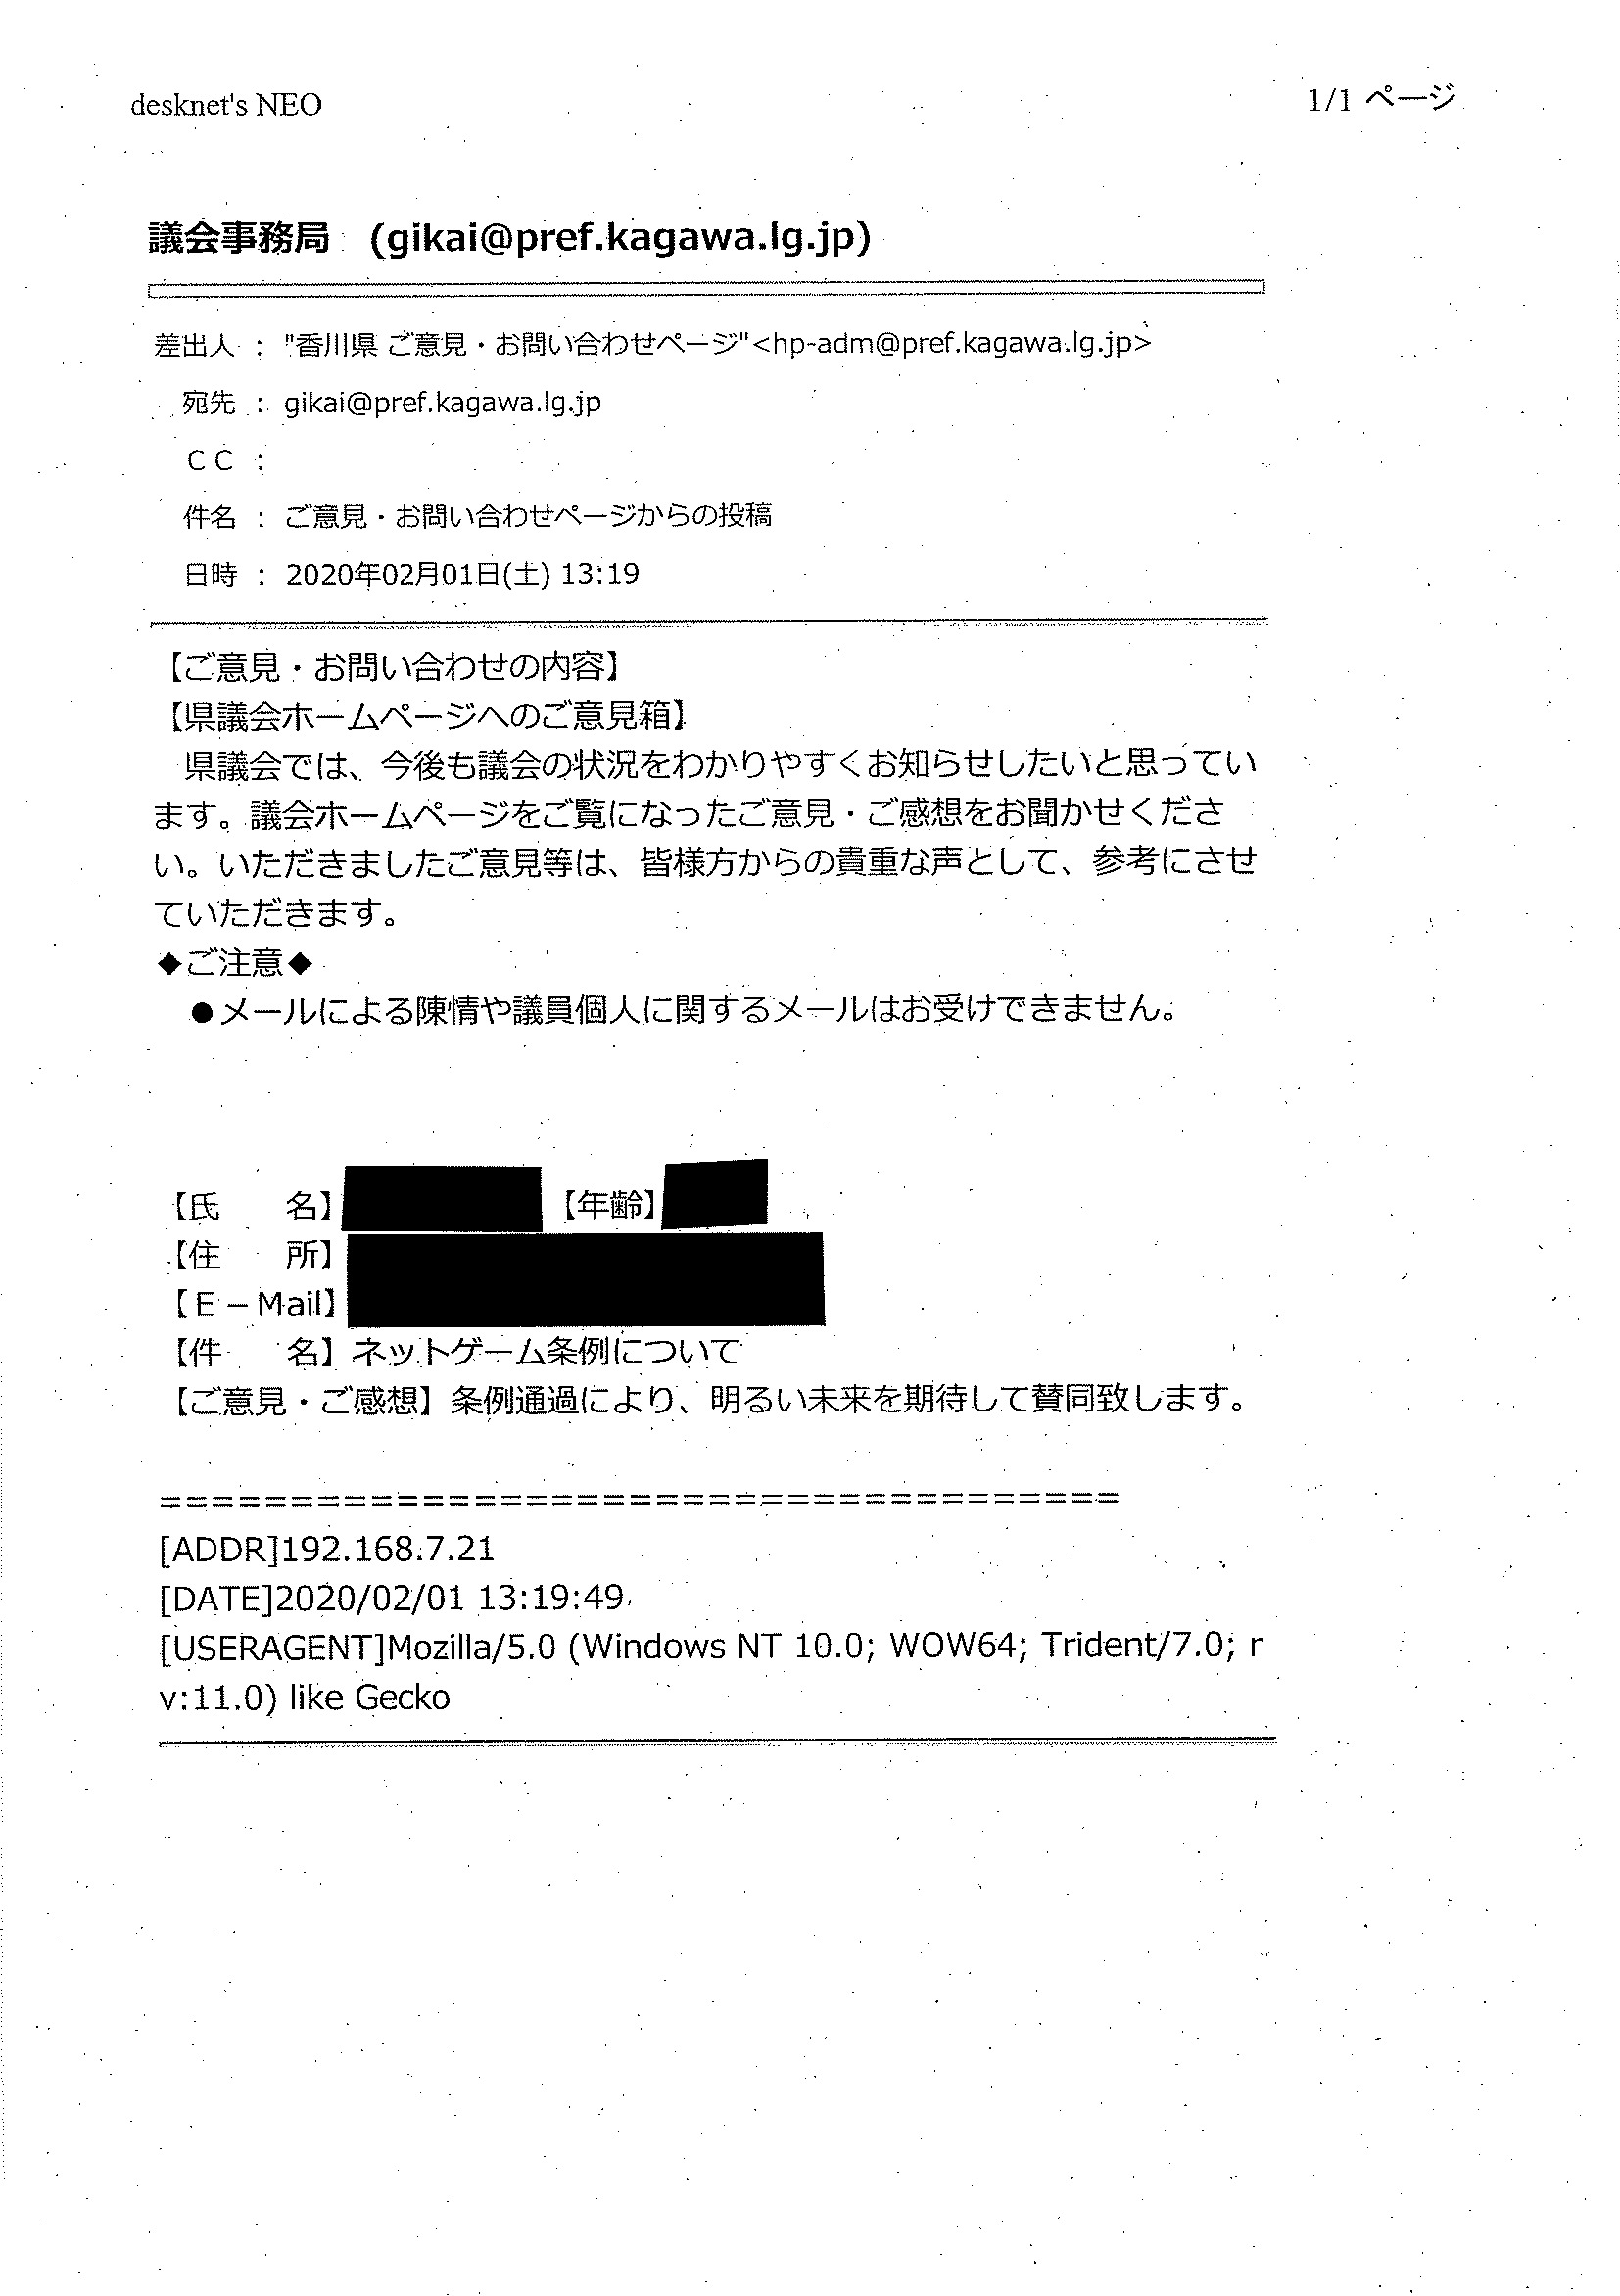 desknet's NEO
1/1 ページ
議会事務局 (gikai@pref.kagawa.lg.jp)
差出人 : "香川県 ご意見・お問い合わせページ"<hp-adm@pref.kagawa.lg.jp>
宛先 : gikai@pref.kagawa.lg.jp
CC :
件名 : ご意見・お問い合わせページからの投稿
日時 : 2020年02月01日(土) 13:19
【ご意見・お問い合わせの内容】
【県議会ホームページへのご意見箱】
県議会では、今後も議会の状況をわかりやすくお知らせしたいと思ってい
ます。議会ホームページをご覧になったご意見・ご感想をお聞かせくださ
い。いただきましたご意見等は、皆様方からの貴重な声として、参考にさせ
ていただきます。
◆ご注意◆
●メールによる陳情や議員個人に関するメールはお受けできません。
【氏　　名】 【年齢】
【住　　所】
【E－Mail】
【件　　名】ネットゲーム条例について
【ご意見・ご感想】条例通過により、明るい未来を期待して賛同致します。
=====================================
[ADDR]192.168.7.21
[DATE]2020/02/01 13:19:49
[USERAGENT]Mozilla/5.0 (Windows NT 10.0; WOW64; Trident/7.0; r
v:11.0) like Gecko